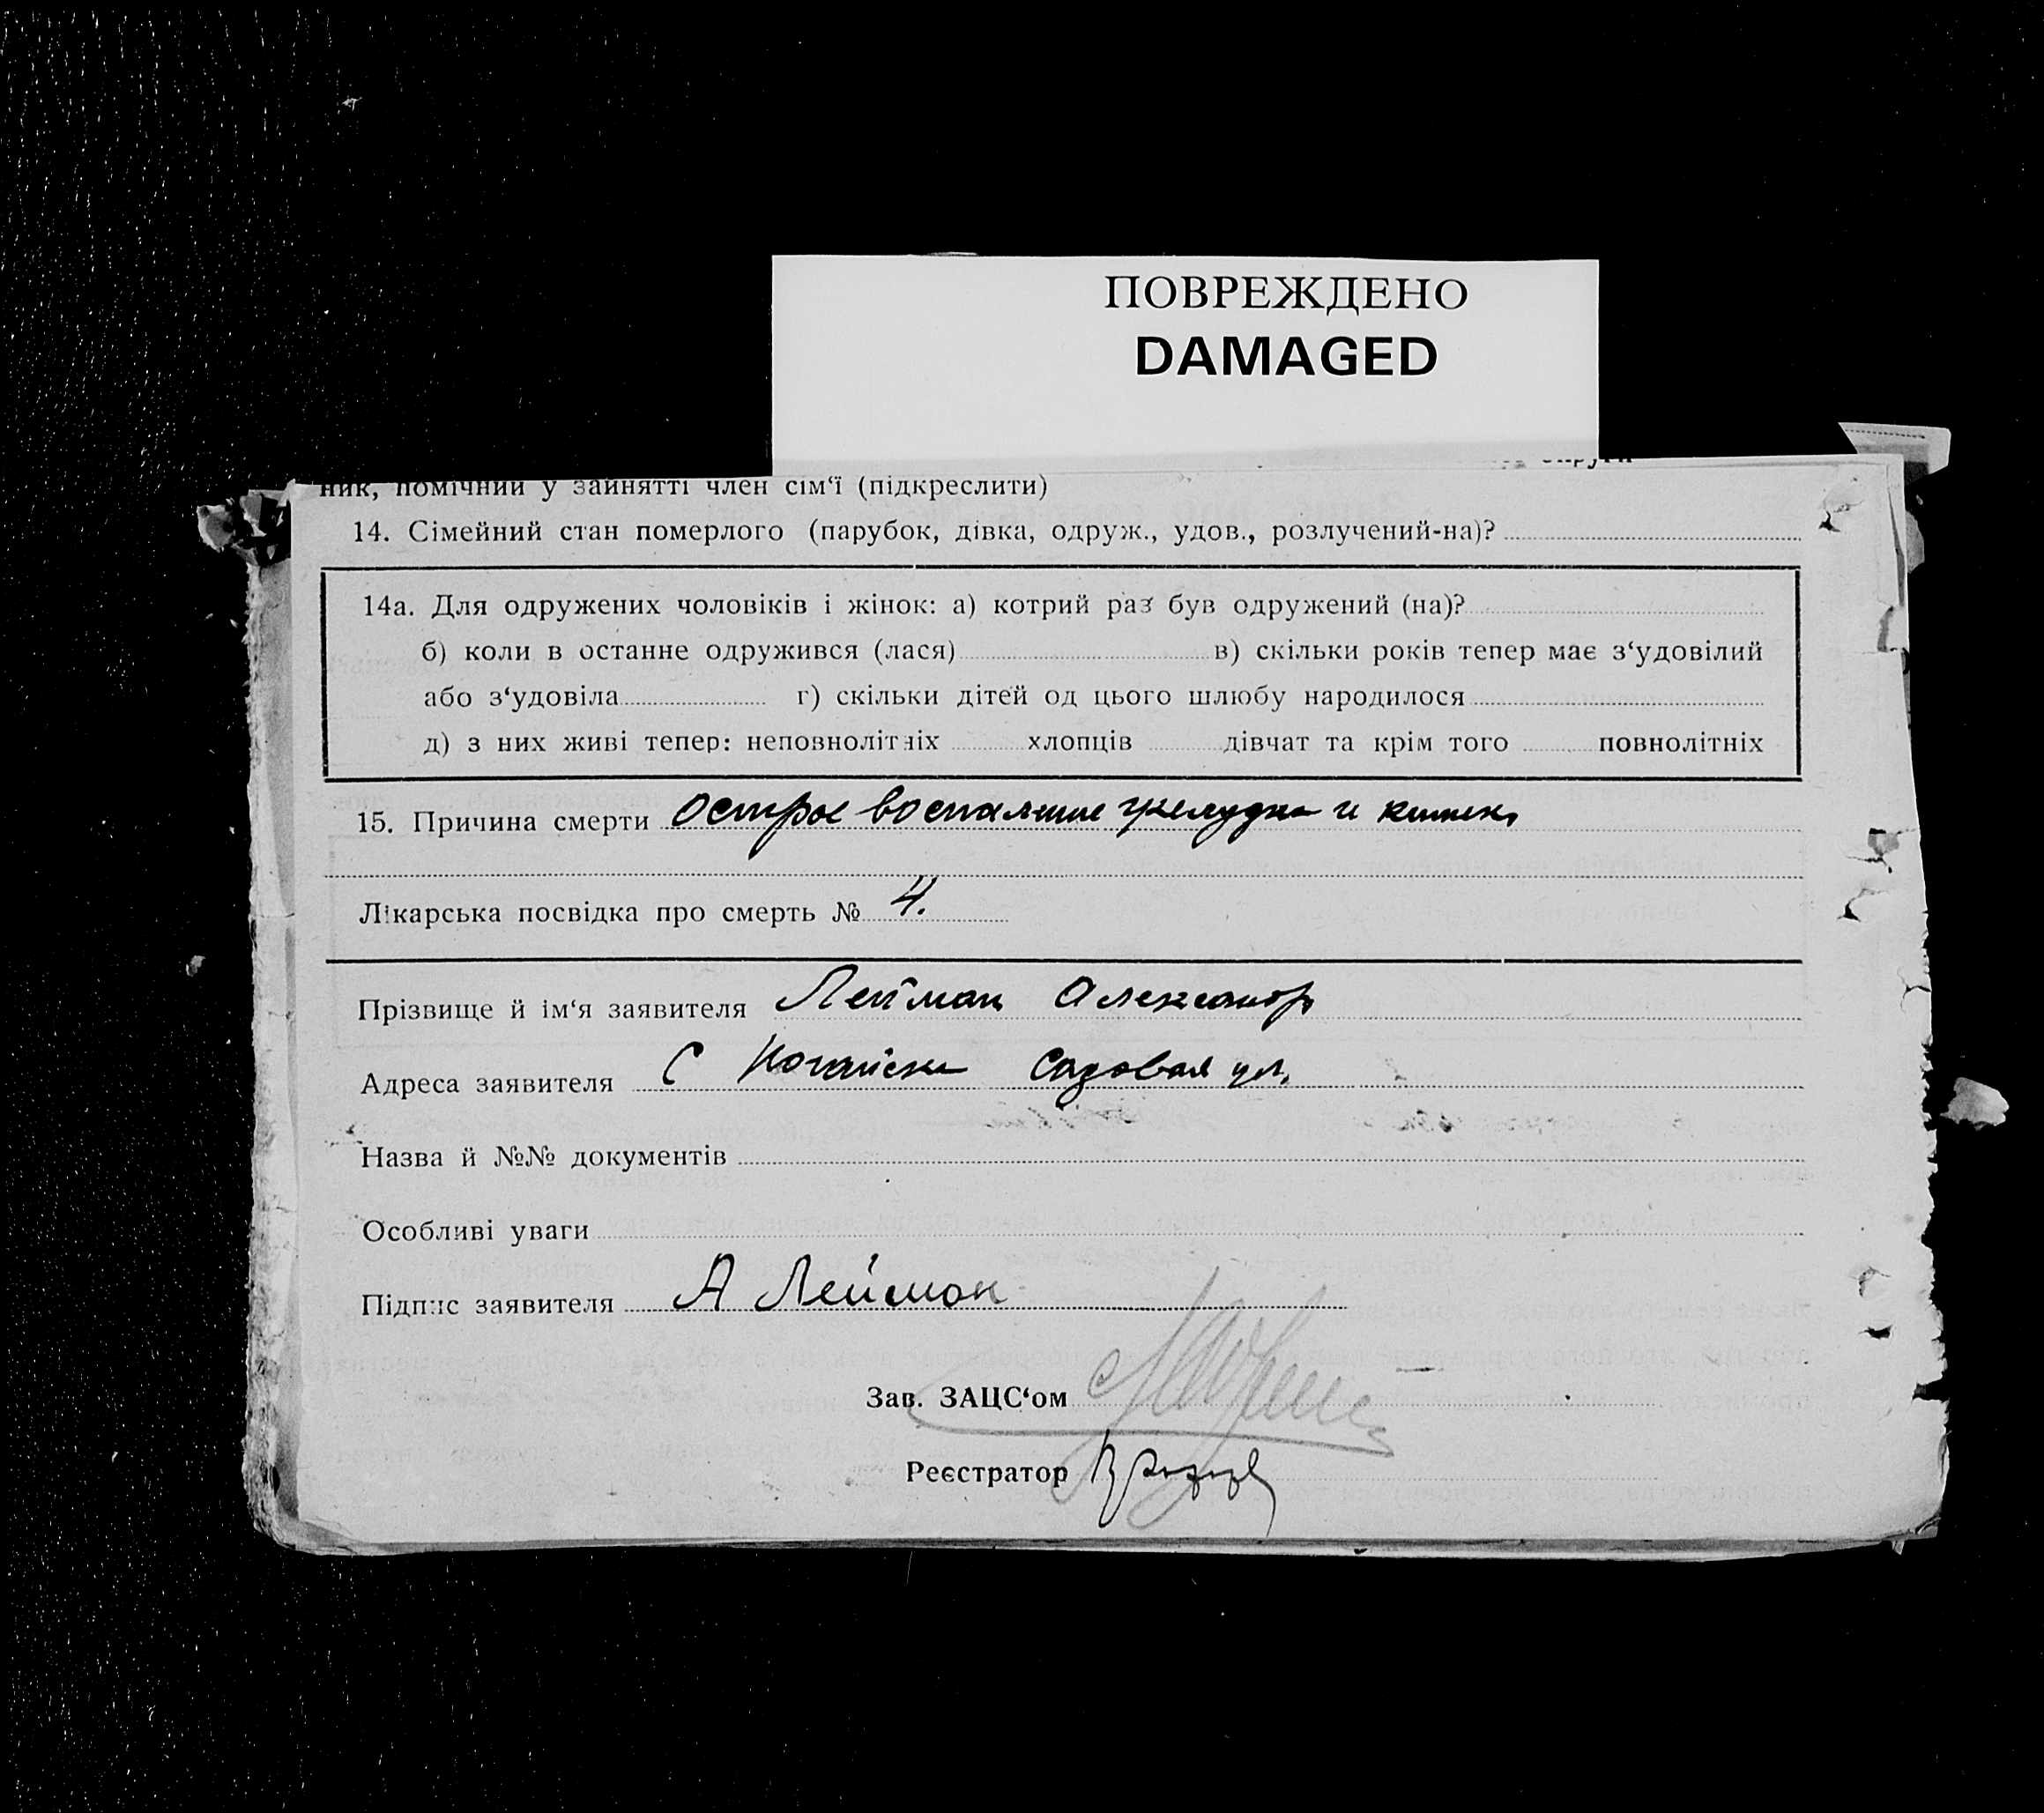 ПОВРЕЖДЕНО
DAMAGED
ник, помічний у зайнятті член сім‘ї (підкреслити)
14. Сімейний стан померлого (парубок, дівка, одруж., удов., розлучений-на)?
14а. Для одружених чоловіків і жінок: а) котрий раз був одружений (на)?
б) коли в останне одружився (лася) в) скільки років тепер має з‘удовілий
або з‘удовіла г) скільки дітей од цього шлюбу народилося
д) з них живі тепер: неповнолітніх хлопців дівчат та крім того повнолітніх
15. Причина смерти Острое воспаление желудка и кишек
Лікарська посвідка про смерть № 4.
Прізвище й ім‘я заявителя Лейман Александр
Адреса заявителя С Ногайск Садовая ул.
Назва й №№ документів
Особливі уваги
Підпис заявителя А Лейман
Зав. ЗАЦС‘ом
Реєстратор